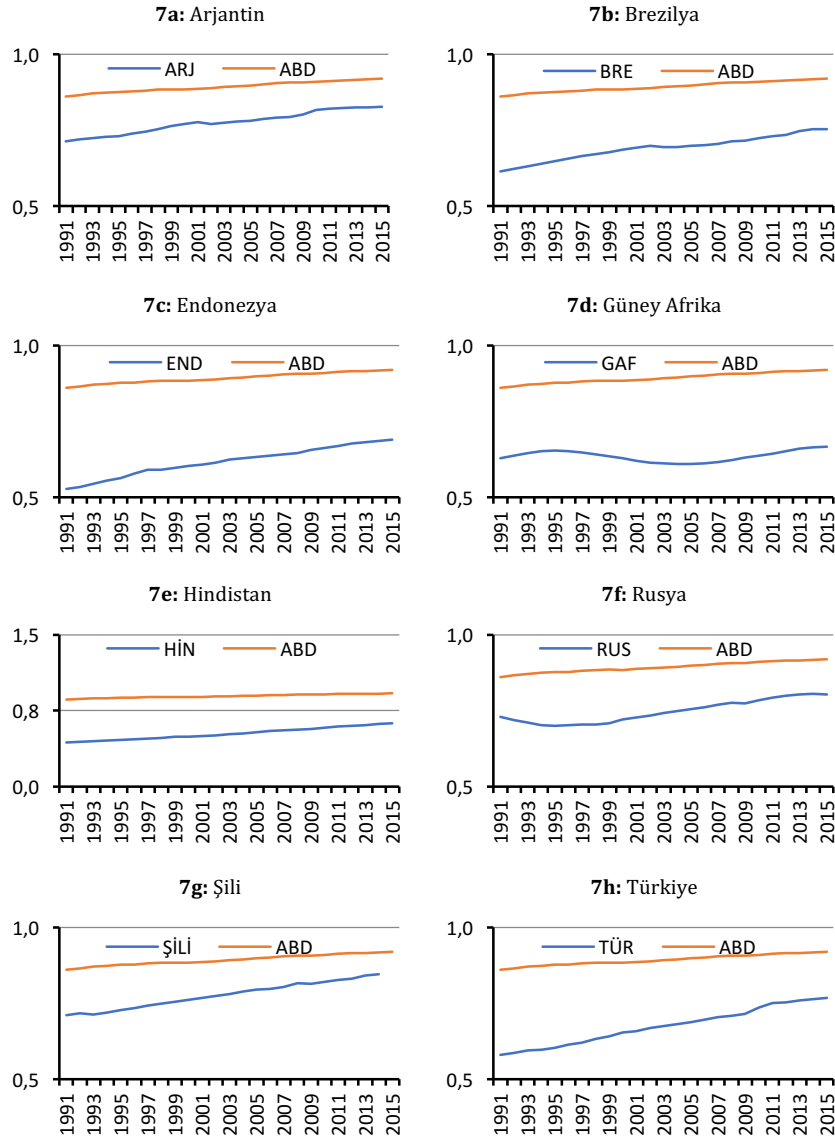 7a: Arjantin
1,0
ARJ ABD
0,5
1991 1993 1995 1997 1999 2001 2003 2005 2007 2009 2011 2013 2015
7b: Brezilya
1,0
BRE ABD
0,5
1991 1993 1995 1997 1999 2001 2003 2005 2007 2009 2011 2013 2015
7c: Endonezya
1,0
END ABD
0,5
1991 1993 1995 1997 1999 2001 2003 2005 2007 2009 2011 2013 2015
7d: Güney Afrika
1,0
GAF ABD
0,5
1991 1993 1995 1997 1999 2001 2003 2005 2007 2009 2011 2013 2015
7e: Hindistan
1,5
HİN ABD
0,8
0,0
1991 1993 1995 1997 1999 2001 2003 2005 2007 2009 2011 2013 2015
7f: Rusya
1,0
RUS ABD
0,5
1991 1993 1995 1997 1999 2001 2003 2005 2007 2009 2011 2013 2015
7g: Şili
1,0
ŞİLİ ABD
0,5
1991 1993 1995 1997 1999 2001 2003 2005 2007 2009 2011 2013 2015
7h: Türkiye
1,0
TÜR ABD
0,5
1991 1993 1995 1997 1999 2001 2003 2005 2007 2009 2011 2013 2015